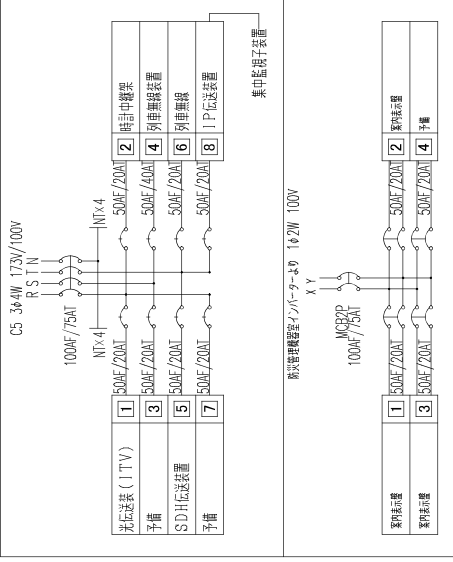 C5 3φ4W 173V/100V
R S T N
100AF/75AT
NT×4
NT×4
光伝送装(ITV)
1
50AF/20AT
50AF/20AT
2
時計中継架
予備
3
50AF/20AT
50AF/40AT
4
列車無線装置
SDH伝送装置
5
50AF/20AT
50AF/20AT
6
列車無線
予備
7
50AF/20AT
50AF/20AT
8
IP伝送装置
集中監視子装置
防災管理機器室インバーターより 1φ2W 100V
X Y
MCB2P
100AF/75AT
案内表示盤
1
50AF/20AT
50AF/20AT
2
案内表示盤
案内表示盤
3
50AF/20AT
50AF/20AT
4
予備